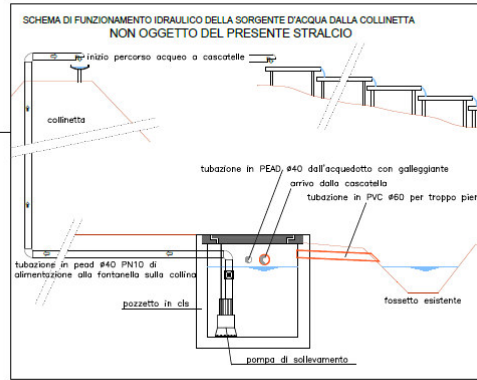 SCHEMA DI FUNZIONAMENTO IDRAULICO DELLA SORGENTE D'ACQUA DALLA COLLINETTA
NON OGGETTO DEL PRESENTE STRALCIO
inizio percorso acqueo a cascatelle
collinetta
tubazione in PEAD ø40 dall'acquedotto con galleggiante
arrivo dalla cascatella
tubazione in PVC ø60 per troppo pien
tubazione in pead ø40 PN10 di
alimentazione alla fontanella sulla collina
fossetto esistente
pozzetto in cls
pompa di sollevamento